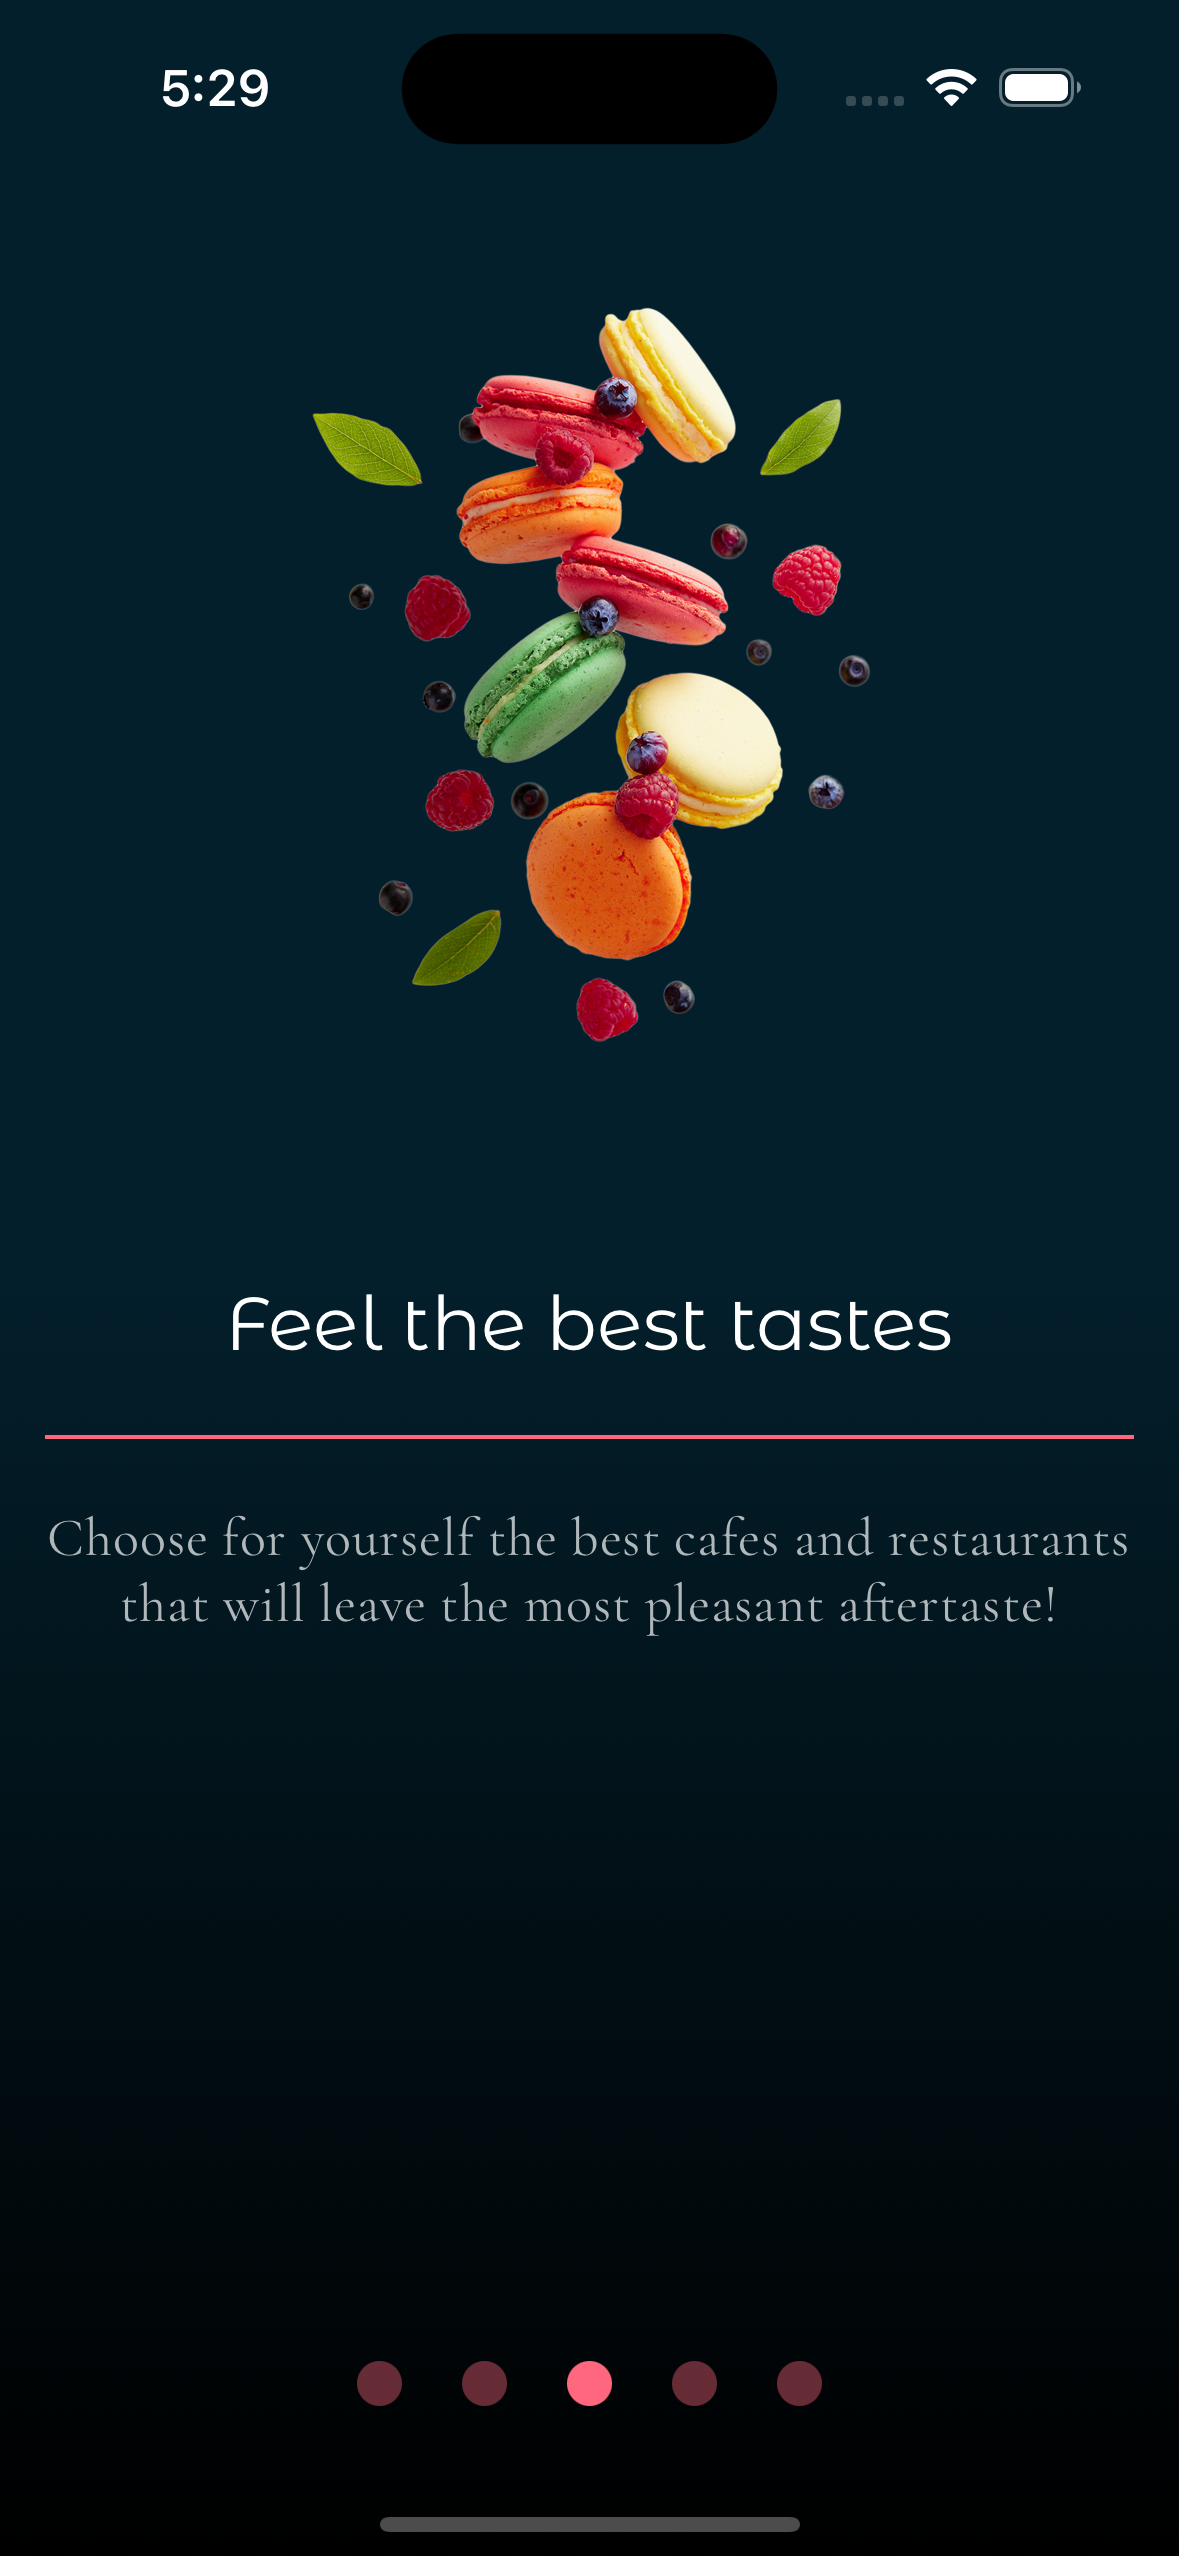 5:29
Feel the best tastes
Choose for yourself the best cafes and restaurants
that will leave the most pleasant aftertaste!